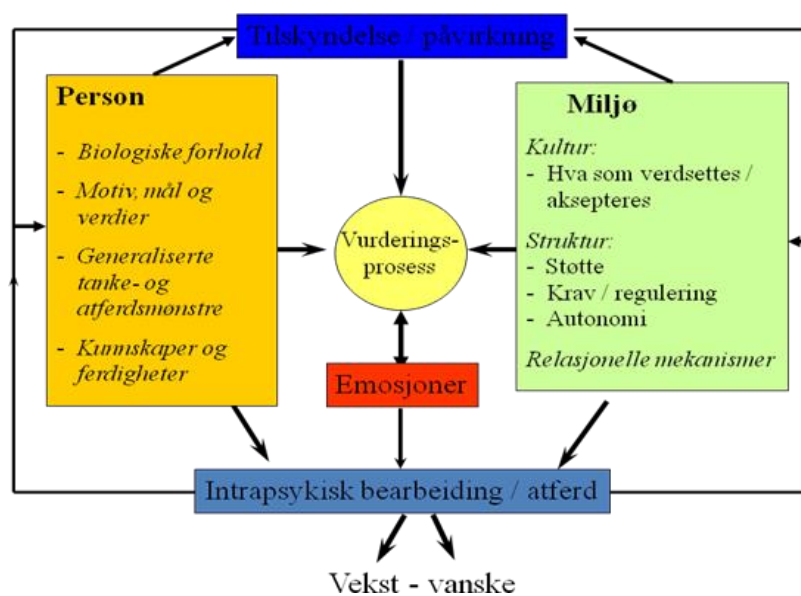 Tilskyndelse / påvirkning
Person
- Biologiske forhold
- Motiv, mål og
verdier
- Generaliserte
tanke- og
atferdsmønstre
- Kunnskaper og
ferdigheter
Vurderings-
prosess
Emosjoner
Miljø
Kultur:
- Hva som verdsettes /
aksepteres
Struktur:
- Støtte
- Krav / regulering
- Autonomi
Relasjonelle mekanismer
Intrapsykisk bearbeiding / atferd
Vekst - vanske